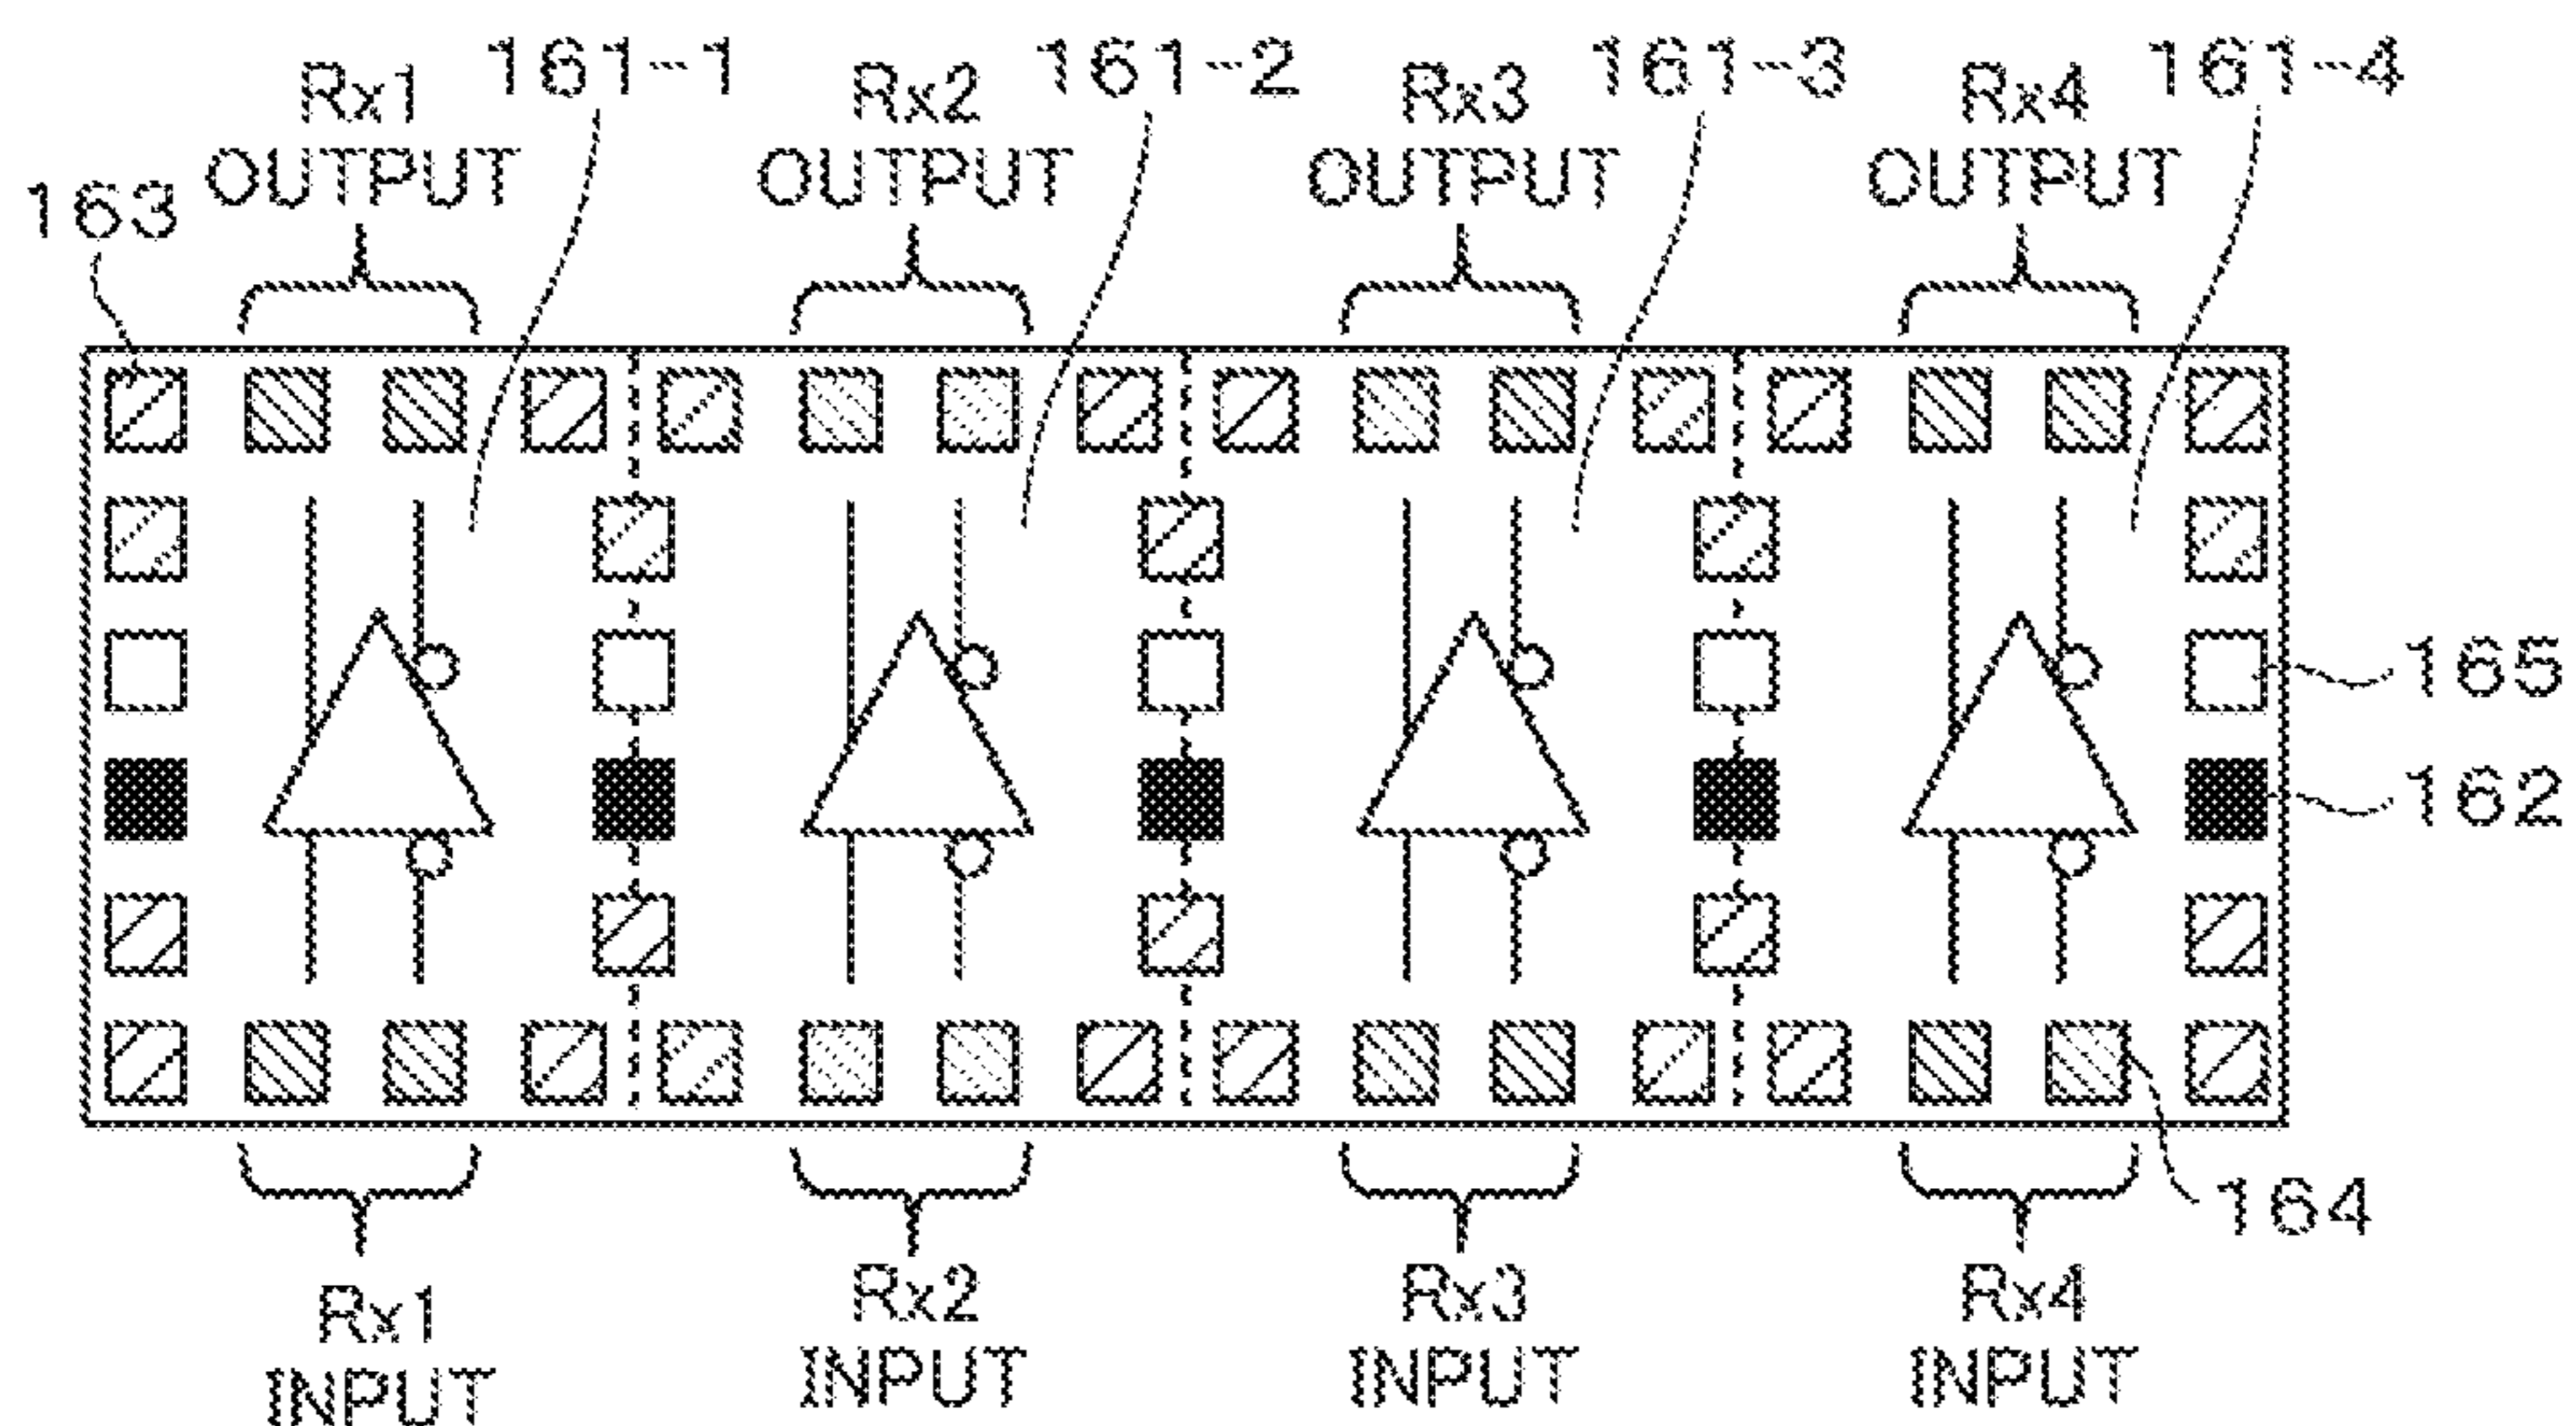 Rx1
OUTPUT
161-1
Rx2
OUTPUT
161-2
Rx3
OUTPUT
161-3
Rx4
OUTPUT
161-4
163
165
162
164
Rx1
INPUT
Rx2
INPUT
Rx3
INPUT
Rx4
INPUT